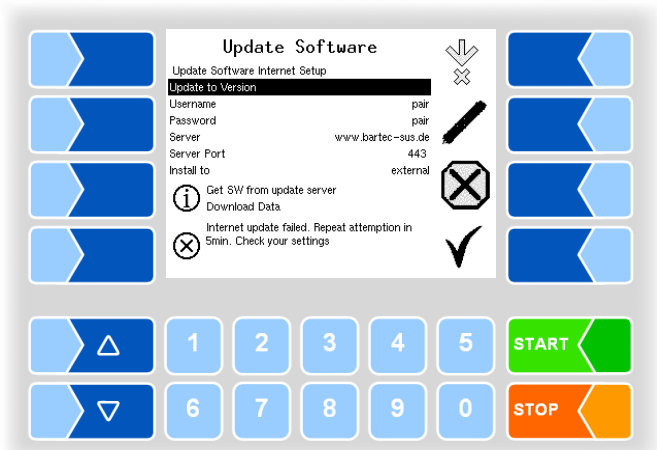 Update Software
Update Software Internet Setup
Update to Version
Username pair
Password pair
Server www.bartec-sus.de
Server Port 443
Install to external
Get SW from update server
Download Data
Internet update failed. Repeat attemption in
5min. Check your settings
1 2 3 4 5 START
6 7 8 9 0 STOP